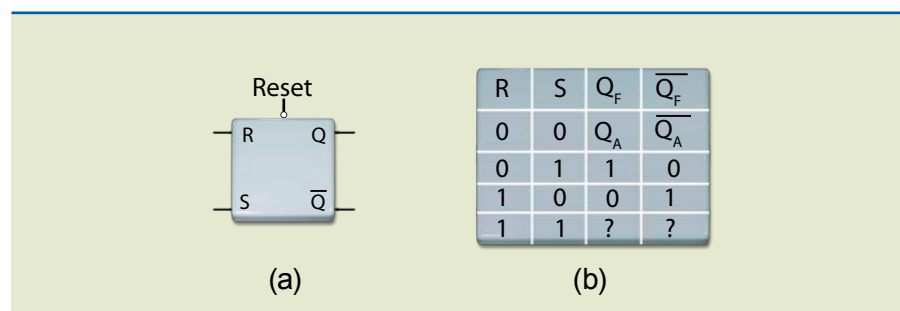 Reset
R Q
S Q̅
(a)
R S Q_F Q̅_F
0 0 Q_A Q̅_A
0 1 1 0
1 0 0 1
1 1 ? ?
(b)